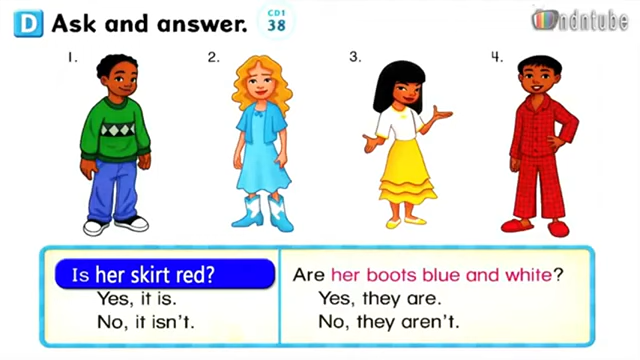 D Ask and answer. CD1 38
ndntube
1. 2. 3. 4.
Is her skirt red?
Yes, it is.
No, it isn't.
Are her boots blue and white?
Yes, they are.
No, they aren't.